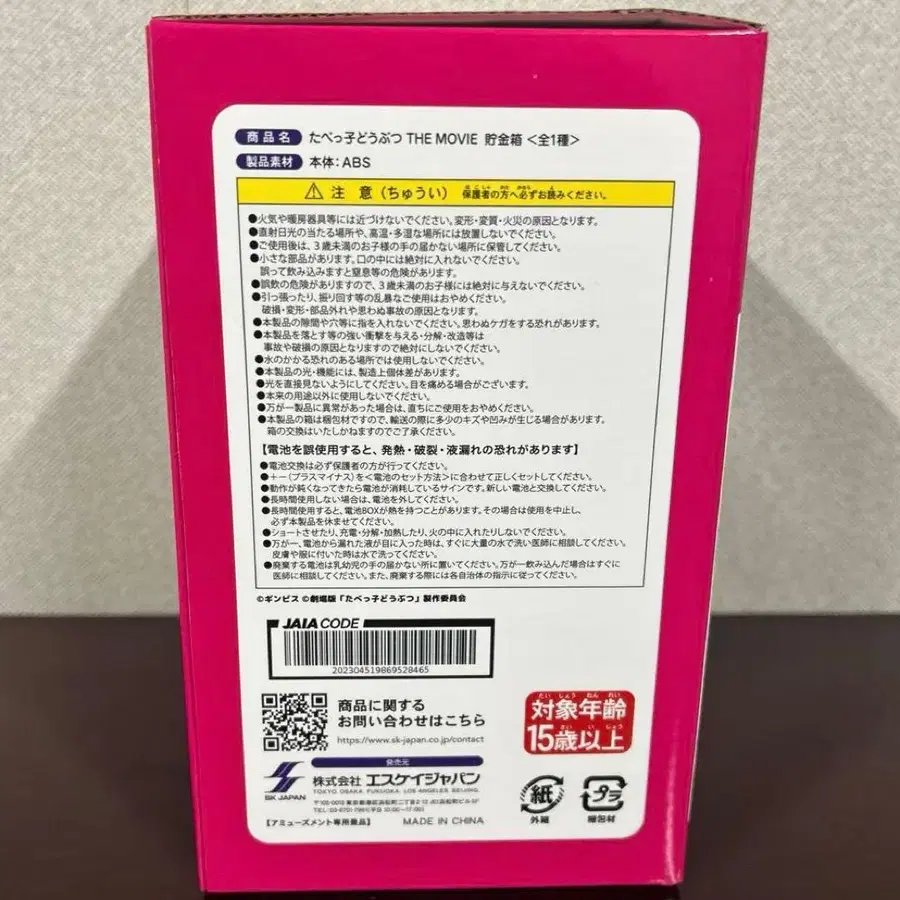 商品名 たべっ子どうぶつ THE MOVIE 貯金箱 <全1種>
製品素材 本体：ABS
⚠ 注 意（ちゅうい） 保護者の方へ必ずお読みください。
●火気や暖房器具等には近づけないでください。変形・変質・火災の原因となります。
●直射日光の当たる場所や、高温・多湿な場所には放置しないでください。
●ご使用後は、3歳未満のお子様の手の届かない場所に保管してください。
●小さな部品があります。口の中には絶対に入れないでください。
誤って飲み込みますと窒息等の危険があります。
●誤飲の危険がありますので、3歳未満のお子様には絶対に与えないでください。
●引っ張ったり、振り回す等の乱暴なご使用はおやめください。
破損・変形・部品外れや思わぬ事故の原因となります。
●本製品の隙間や穴等に指を入れないでください。思わぬケガをする恐れがあります。
●本製品を落とす等の強い衝撃を与える・分解・改造等は
事故や破損の原因となりますので絶対にしないでください。
●水のかかる恐れのある場所では使用しないでください。
●本製品の光・機能には、製造上個体差があります。
●光を直接見ないようにしてください。目を痛める場合がございます。
●本来の用途以外に使用しないでください。
●万が一製品に異常があった場合は、直ちにご使用をおやめください。
●本製品の箱は梱包材ですので、輸送の際に多少のキズや凹みが生じる場合があります。
箱の交換はいたしかねますのでご了承ください。
【電池を誤使用すると、発熱・破裂・液漏れの恐れがあります】
●電池交換は必ず保護者の方が行ってください。
●＋－（プラスマイナス）を＜電池のセット方法＞に合わせて正しくセットしてください。
●動作が鈍くなってきたら電池が消耗しているサインです。新しい電池と交換してください。
●長時間使用しない場合は、電池を外してください。
●長時間使用すると、電池BOXが熱を持つことがあります。その場合は使用を中止し、
必ず本製品を休ませてください。
●ショートさせたり、充電・分解・加熱したり、火の中に入れたりしないでください。
●万が一、電池から漏れた液が目に入った時は、すぐに大量の水で洗い医師に相談してください。
皮膚や服に付いた時は水で洗ってください。
●廃棄する電池は乳幼児の手の届かない所に置いてください。万が一飲み込んだ場合はすぐに
医師に相談してください。また、廃棄する際には各自治体の指示に従ってください。
©ギンビス ©劇場版「たべっ子どうぶつ」製作委員会
JAIA CODE
202304519869528465
商品に関する
お問い合わせはこちら
https://www.sk-japan.co.jp/contact
たいしょうねんれい
対象年齢
さいいじょう
15歳以上
発売元
SK JAPAN
株式会社 エスケイジャパン
TOKYO, OSAKA, FUKUOKA, LOS ANGELES, BEIJING.
【アミューズメント専用景品】
MADE IN CHINA
紙
外箱
プラ
梱包材